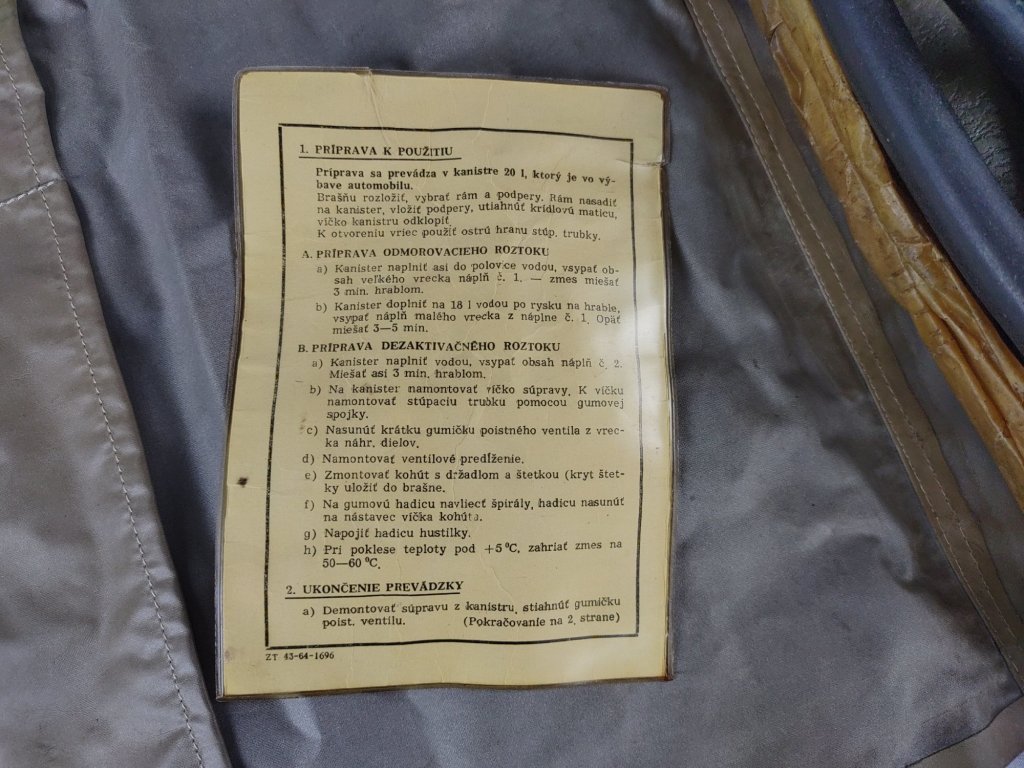 1. PRÍPRAVA K POUŽITIU
Príprava sa prevádza v kanistre 20 l, ktorý je vo vý-
bave automobilu.
Brašňu rozložiť, vybrať rám a podpery. Rám nasadiť
na kanister, vložiť podpery, utiahnúť krídlovú maticu,
víčko kanistru odklopiť
K otvoreniu vriec použiť ostrú hranu stúp. trubky.
A. PRÍPRAVA ODMOROVACIEHO ROZTOKU
a) Kanister naplniť asi do polovice vodou, vsypať ob-
sah veľkého vrecka náplň č. 1. — zmes miešať
3 min. hrablom.
b) Kanister doplniť na 18 l vodou po rysku na hrable,
vsypať náplň malého vrecka z náplne č. 1. Opäť
miešať 3—5 min.
B. PRÍPRAVA DEZAKTIVAČNÉHO ROZTOKU
a) Kanister naplniť vodou, vsypať obsah náplň č. 2.
Miešať asi 3 min. hrablom.
b) Na kanister namontovať víčko súpravy. K víčku
namontovať stúpaciu trubku pomocou gumovej
spojky.
c) Nasunúť krátku gumičku poistného ventila z vrec-
ka náhr. dielov.
d) Namontovať ventilové predĺženie.
e) Zmontovať kohút s držadlom a štetkou (kryt štet-
ky uložiť do brašne.
f) Na gumovú hadicu navliecť špirály, hadicu nasunúť
na nástavec víčka kohúta.
g) Napojiť hadicu hustilky.
h) Pri poklese teploty pod +5 °C, zahriať zmes na
50—60 °C.
2. UKONČENIE PREVÁDZKY
a) Demontovať súpravu z kanistru, stiahnúť gumičku
poist. ventilu. (Pokračovanie na 2. strane)
ZT 43-64-1696